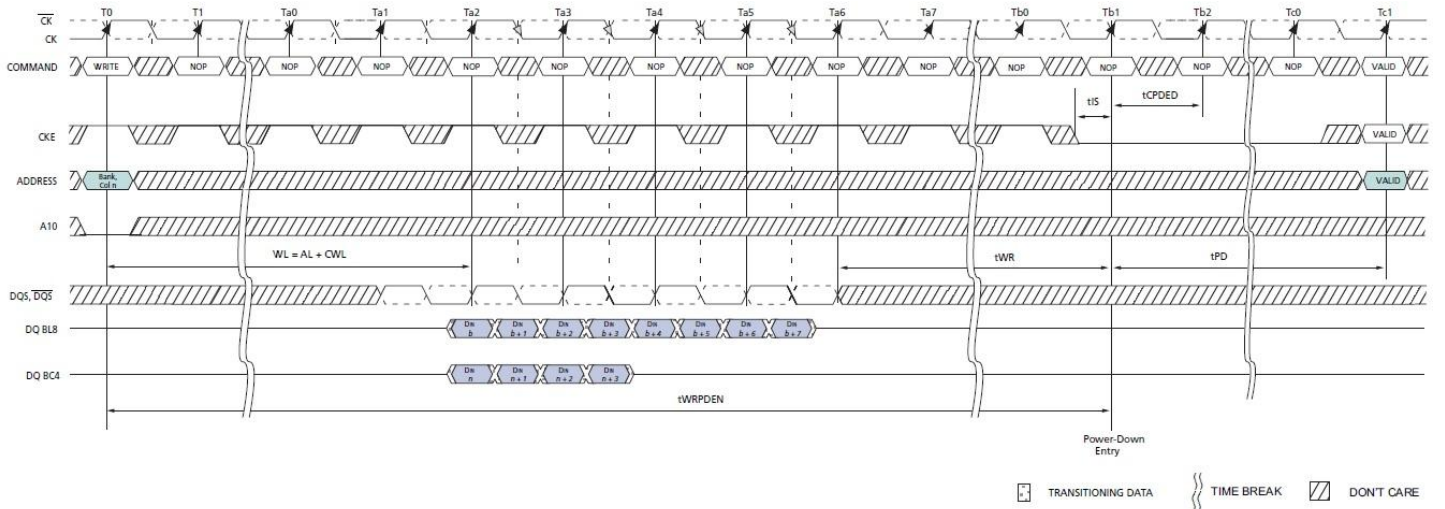 T0 T1 Ta0 Ta1 Ta2 Ta3 Ta4 Ta5 Ta6 Ta7 Tb0 Tb1 Tb2 Tc0 Tc1
CK
CK
COMMAND WRITE NOP NOP NOP NOP NOP NOP NOP NOP NOP NOP NOP NOP NOP VALID
tIS tCPDED
CKE VALID
ADDRESS Bank, Col n VALID
A10
WL = AL + CWL tWR tPD
DQS, DQS
DQ BL8 DIN b DIN b + 1 DIN b + 2 DIN b + 3 DIN b + 4 DIN b + 5 DIN b + 6 DIN b + 7
DQ BC4 DIN n DIN n + 1 DIN n + 2 DIN n + 3
tWRPDEN
Power-Down
Entry
TRANSITIONING DATA TIME BREAK DON'T CARE